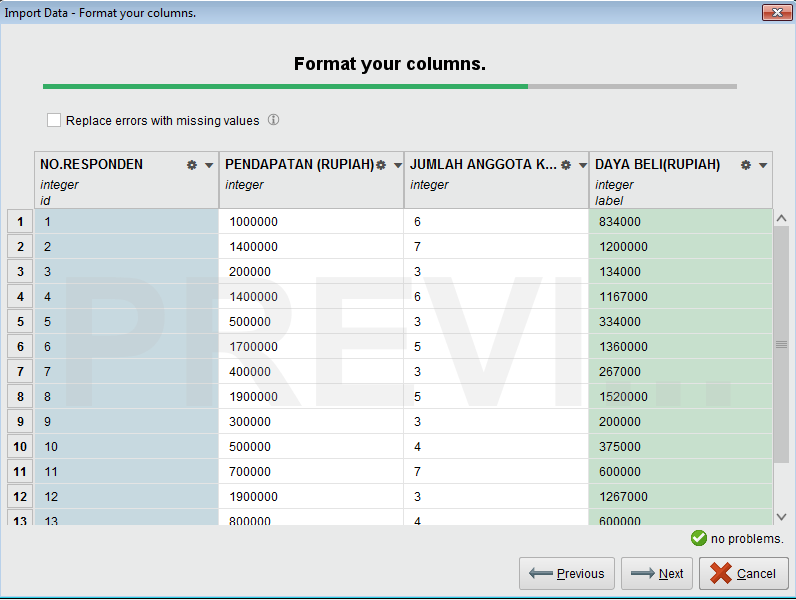 Import Data - Format your columns.
Format your columns.
Replace errors with missing values
NO.RESPONDEN PENDAPATAN (RUPIAH) JUMLAH ANGGOTA K... DAYA BELI(RUPIAH)
integer integer integer integer
id label
1 1 1000000 6 834000
2 2 1400000 7 1200000
3 3 200000 3 134000
4 4 1400000 6 1167000
5 5 500000 3 334000
6 6 1700000 5 1360000
7 7 400000 3 267000
8 8 1900000 5 1520000
9 9 300000 3 200000
10 10 500000 4 375000
11 11 700000 7 600000
12 12 1900000 3 1267000
13 13 800000 4 600000
PREVI...
no problems.
Previous Next Cancel